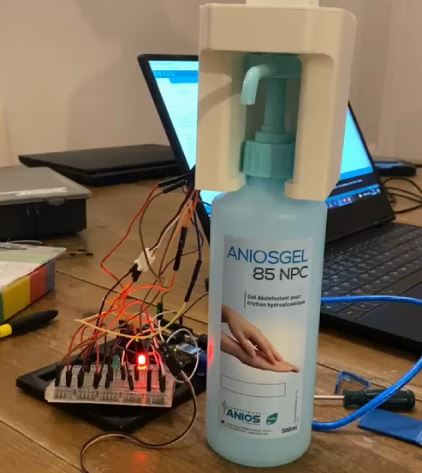 ANIOSGEL
85 NPC
Gel désinfectant pour
friction hydroalcoolique
ANIOS
500ml